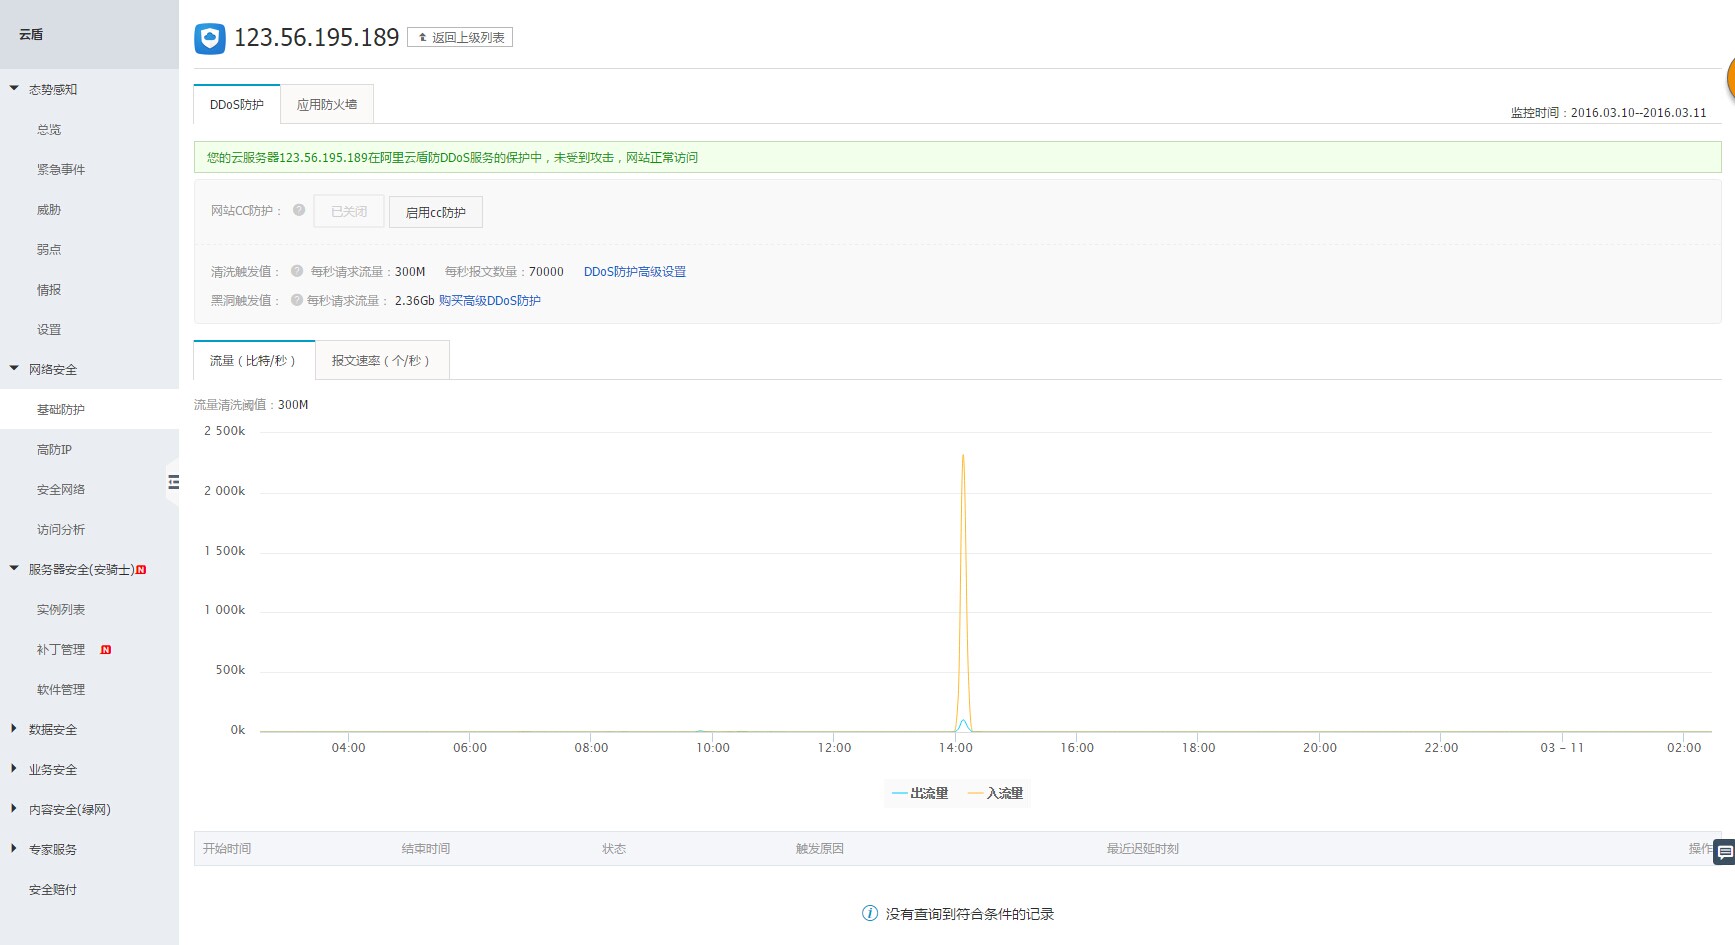 云盾
态势感知
总览
紧急事件
威胁
弱点
情报
设置
网络安全
基础防护
高防IP
安全网络
访问分析
服务器安全(安骑士)N
实例列表
补丁管理 N
软件管理
数据安全
业务安全
内容安全(绿网)
专家服务
安全赔付
123.56.195.189 返回上级列表
DDoS防护 应用防火墙
监控时间：2016.03.10--2016.03.11
您的云服务器123.56.195.189在阿里云盾防DDoS服务的保护中，未受到攻击，网站正常访问
网站CC防护： ? 已关闭 启用cc防护
清洗触发值： ? 每秒请求流量：300M 每秒报文数量：70000 DDoS防护高级设置
黑洞触发值： ? 每秒请求流量： 2.36Gb 购买高级DDoS防护
流量（比特/秒） 报文速率（个/秒）
流量清洗阈值：300M
2 500k
2 000k
1 500k
1 000k
500k
0k
04:00 06:00 08:00 10:00 12:00 14:00 16:00 18:00 20:00 22:00 03-11 02:00
出流量 入流量
开始时间 结束时间 状态 触发原因 最近迟延时刻 操作
没有查询到符合条件的记录